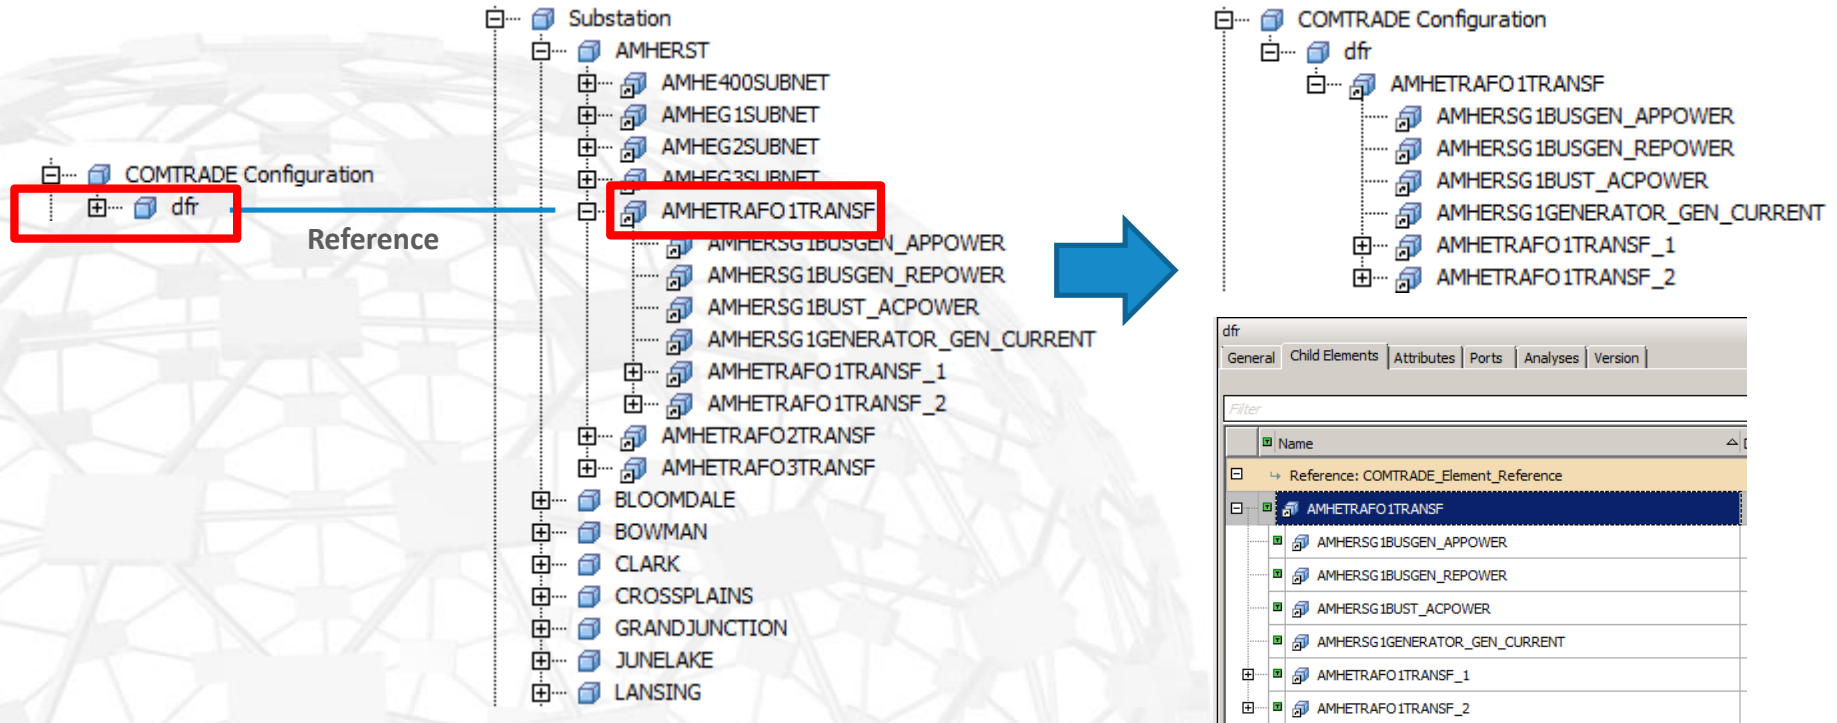 COMTRADE Configuration
dfr
Reference
Substation
AMHERST
AMHE400SUBNET
AMHEG1SUBNET
AMHEG2SUBNET
AMHEG3SUBNET
AMHETRAFO1TRANSF
AMHERSG1BUSGEN_APPOWER
AMHERSG1BUSGEN_REPOWER
AMHERSG1BUST_ACPOWER
AMHERSG1GENERATOR_GEN_CURRENT
AMHETRAFO1TRANSF_1
AMHETRAFO1TRANSF_2
AMHETRAFO2TRANSF
AMHETRAFO3TRANSF
BLOOMDALE
BOWMAN
CLARK
CROSSPLAINS
GRANDJUNCTION
JUNELAKE
LANSING
COMTRADE Configuration
dfr
AMHETRAFO1TRANSF
AMHERSG1BUSGEN_APPOWER
AMHERSG1BUSGEN_REPOWER
AMHERSG1BUST_ACPOWER
AMHERSG1GENERATOR_GEN_CURRENT
AMHETRAFO1TRANSF_1
AMHETRAFO1TRANSF_2
dfr
General Child Elements Attributes Ports Analyses Version
Filter
Name
Reference: COMTRADE_Element_Reference
AMHETRAFO1TRANSF
AMHERSG1BUSGEN_APPOWER
AMHERSG1BUSGEN_REPOWER
AMHERSG1BUST_ACPOWER
AMHERSG1GENERATOR_GEN_CURRENT
AMHETRAFO1TRANSF_1
AMHETRAFO1TRANSF_2